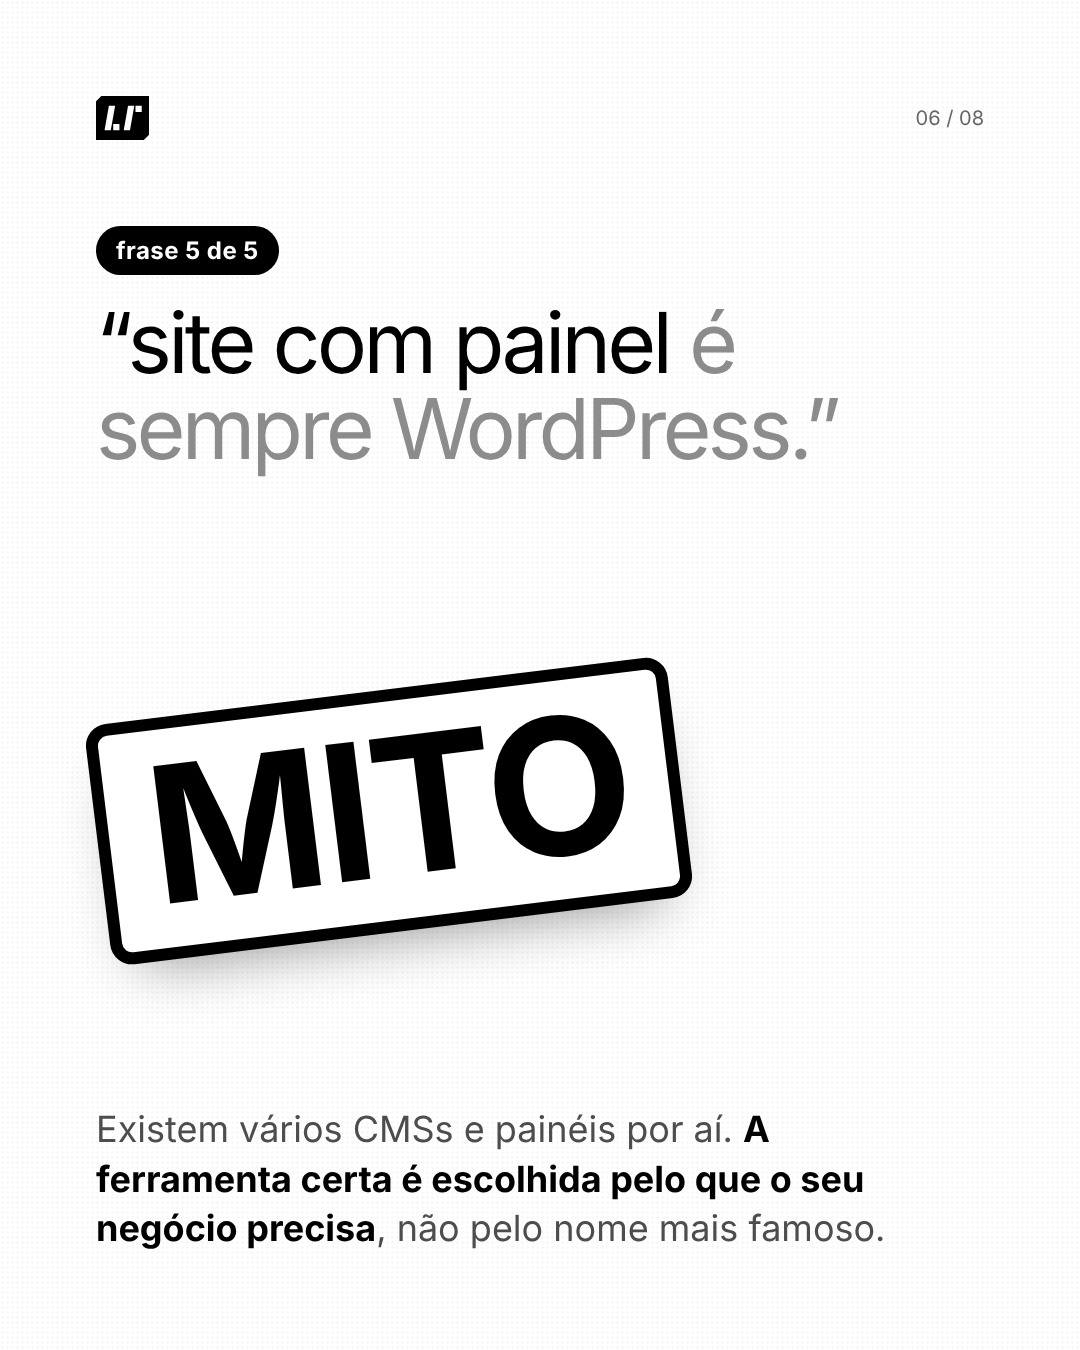 06 / 08
frase 5 de 5
“site com painel é
sempre WordPress.”
MITO
Existem vários CMSs e painéis por aí. A
ferramenta certa é escolhida pelo que o seu
negócio precisa, não pelo nome mais famoso.